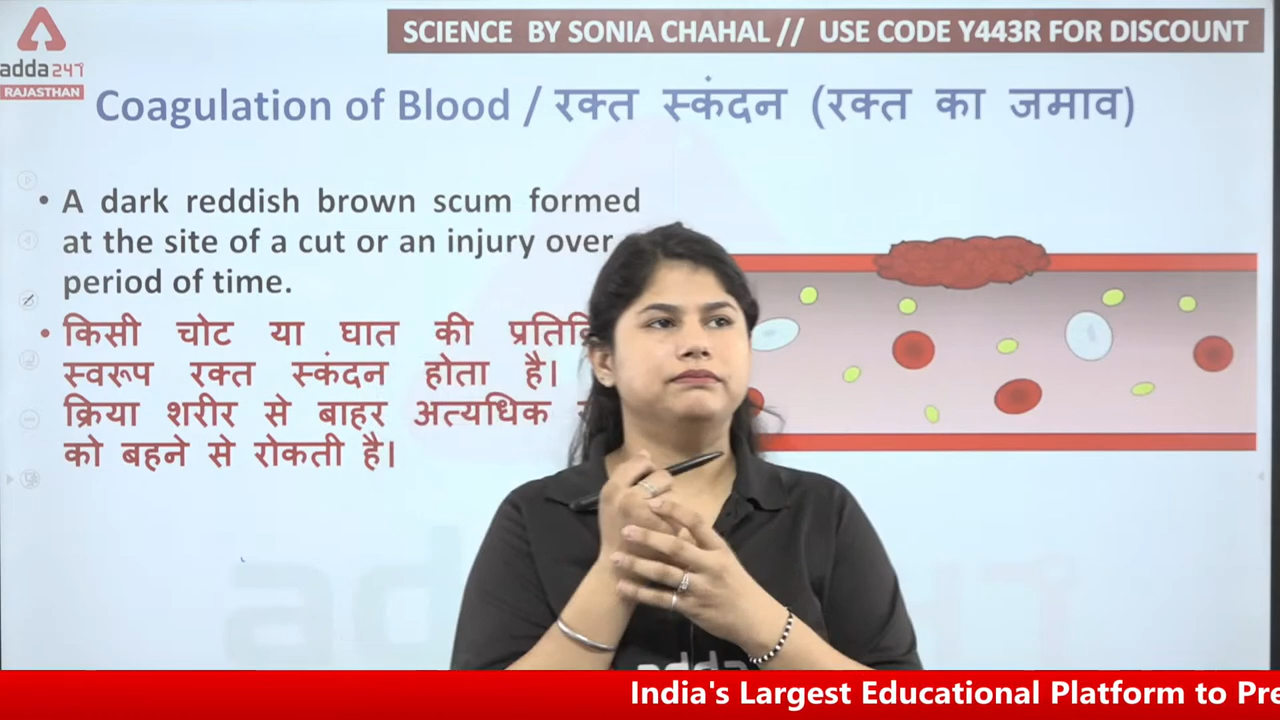 SCIENCE BY SONIA CHAHAL // USE CODE Y443R FOR DISCOUNT
adda247
RAJASTHAN
Coagulation of Blood / रक्त स्कंदन (रक्त का जमाव)
• A dark reddish brown scum formed
at the site of a cut or an injury over
period of time.
• किसी चोट या घात की
स्वरूप रक्त स्कंदन होता है।
क्रिया शरीर से बाहर अत्यधिक
को बहने से रोकती है।
adda
India's Largest Educational Platform to